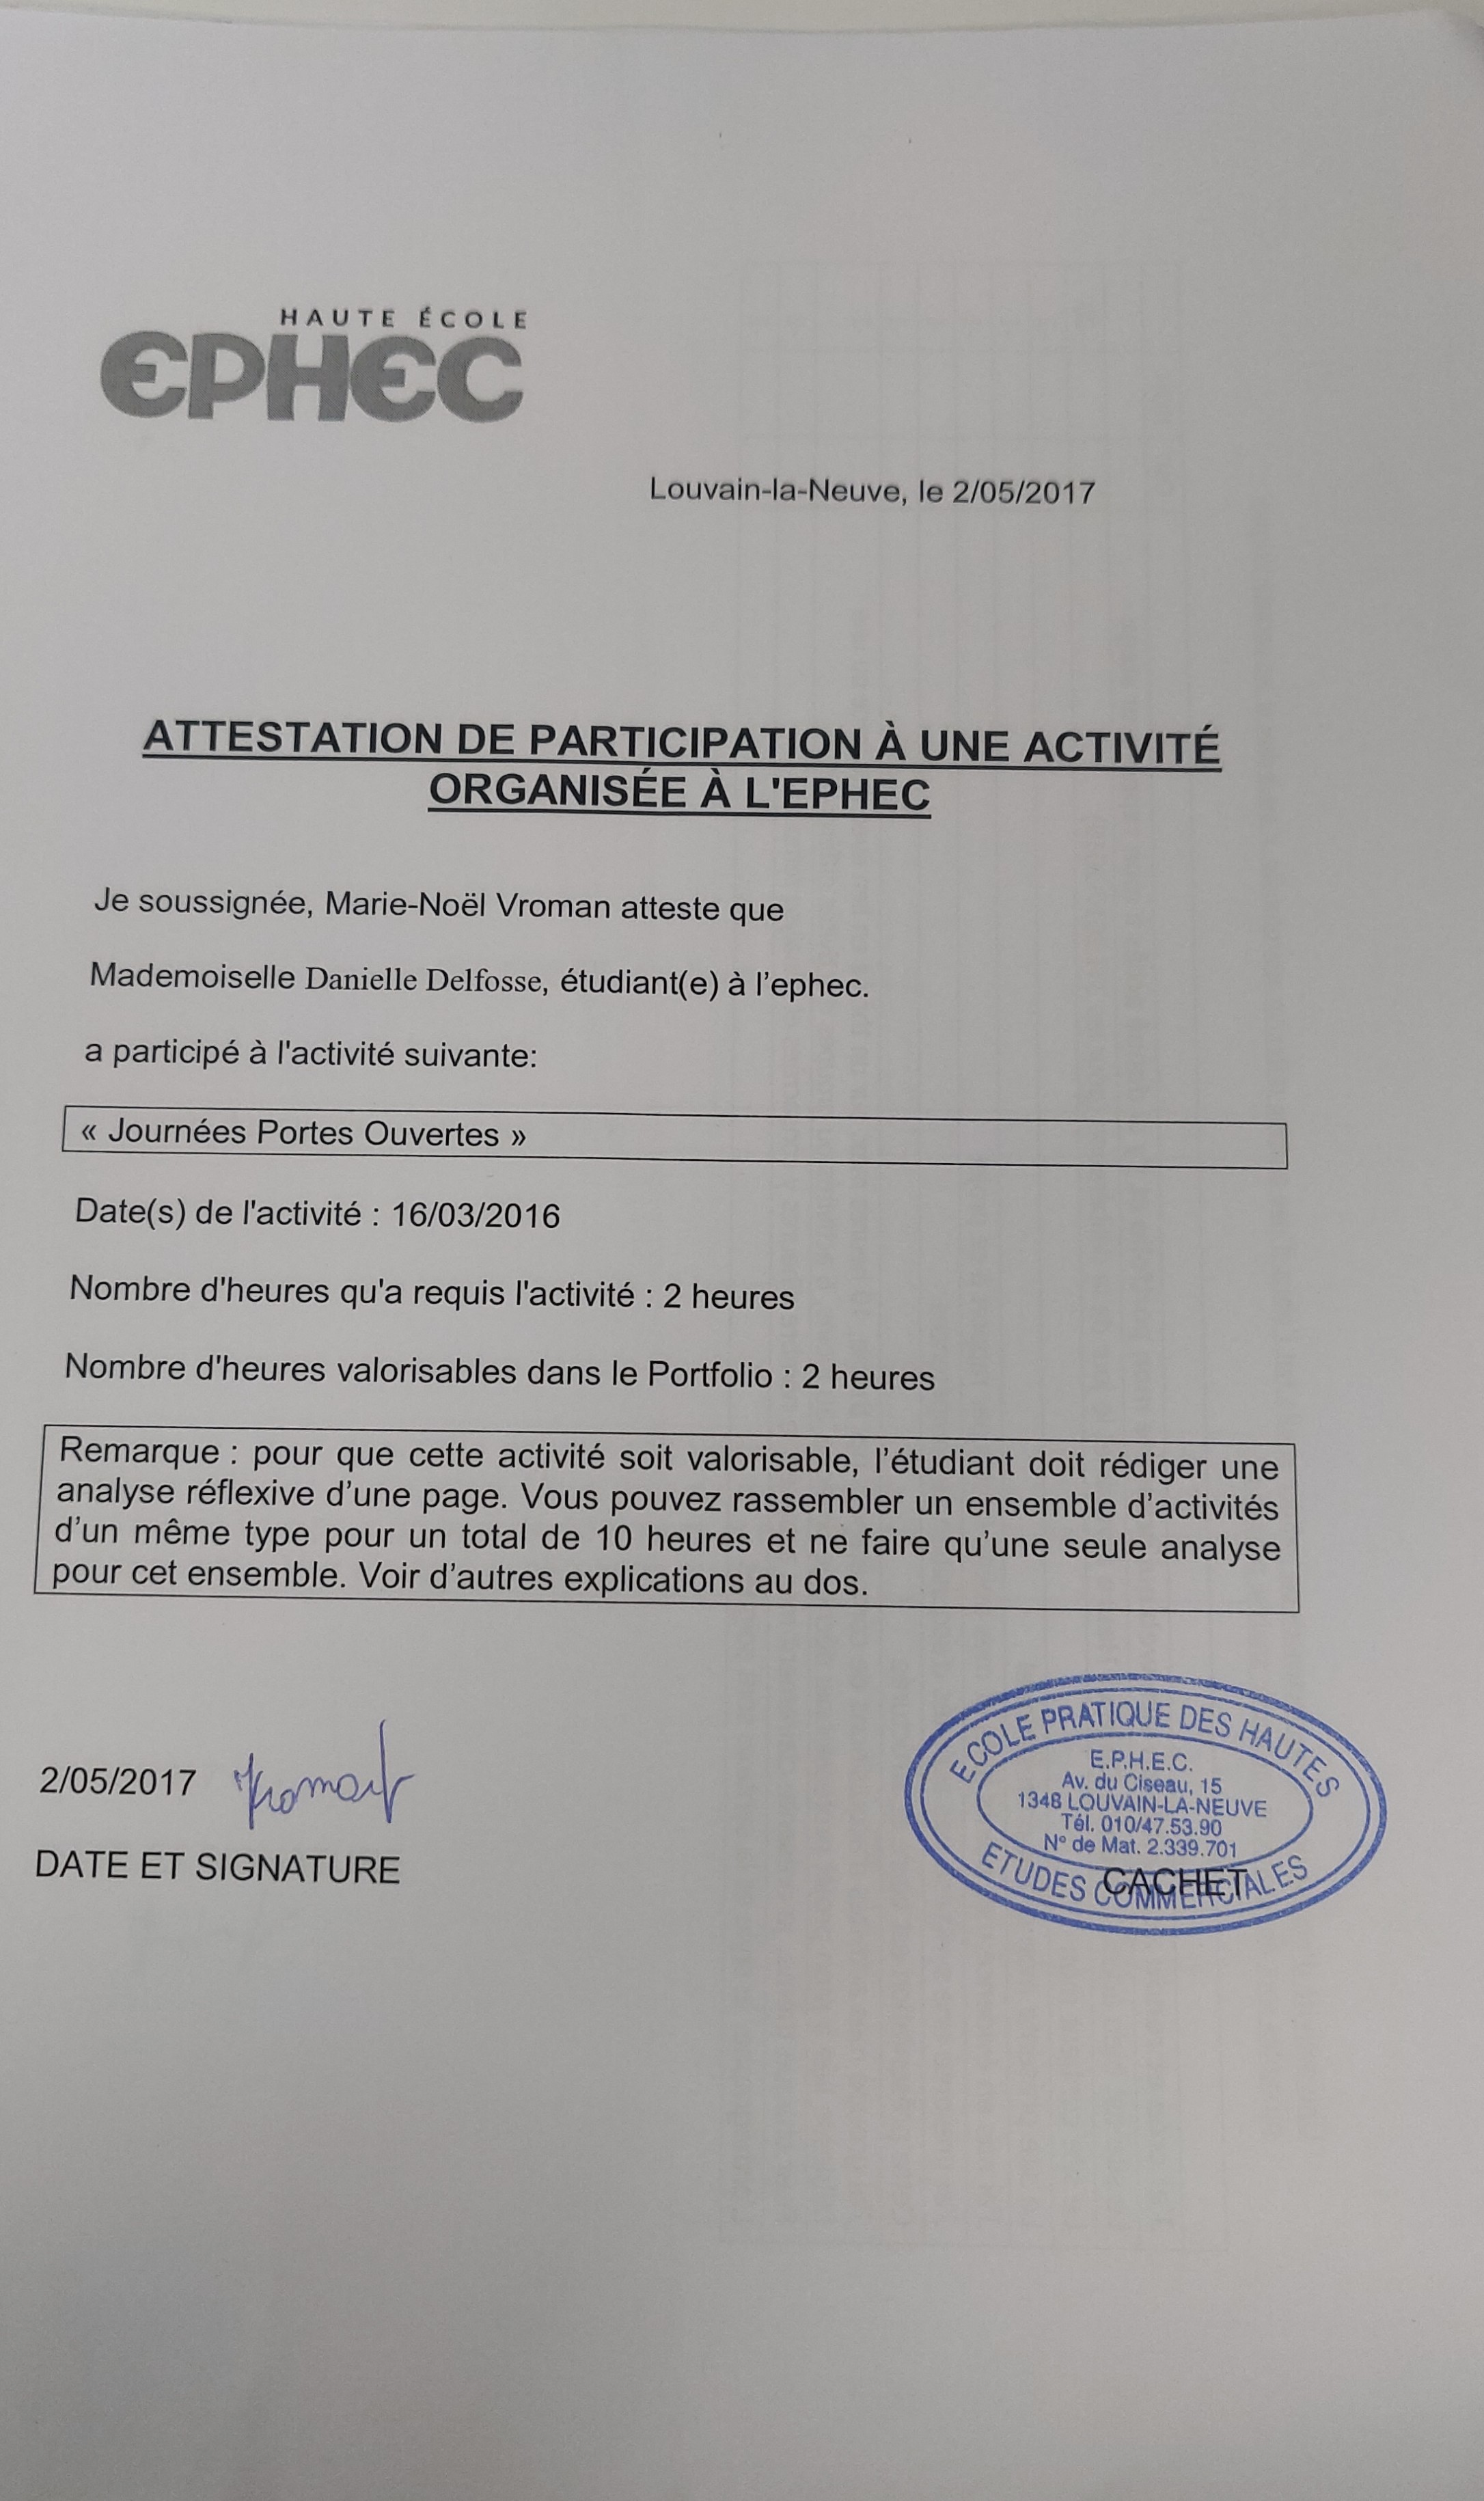 HAUTE ÉCOLE
EPHEC
Louvain-la-Neuve, le 2/05/2017
ATTESTATION DE PARTICIPATION À UNE ACTIVITÉ
ORGANISÉE À L'EPHEC
Je soussignée, Marie-Noël Vroman atteste que
Mademoiselle Danielle Delfosse, étudiant(e) à l’ephec.
a participé à l'activité suivante:
« Journées Portes Ouvertes »
Date(s) de l'activité : 16/03/2016
Nombre d'heures qu'a requis l'activité : 2 heures
Nombre d'heures valorisables dans le Portfolio : 2 heures
Remarque : pour que cette activité soit valorisable, l’étudiant doit rédiger une
analyse réflexive d’une page. Vous pouvez rassembler un ensemble d’activités
d’un même type pour un total de 10 heures et ne faire qu’une seule analyse
pour cet ensemble. Voir d’autres explications au dos.
2/05/2017
DATE ET SIGNATURE
ECOLE PRATIQUE DES HAUTES
E.P.H.E.C.
Av. du Ciseau, 15
1348 LOUVAIN-LA-NEUVE
Tél. 010/47.53.90
N° de Mat. 2.339.701
ETUDES COMMERCIALES
CACHET